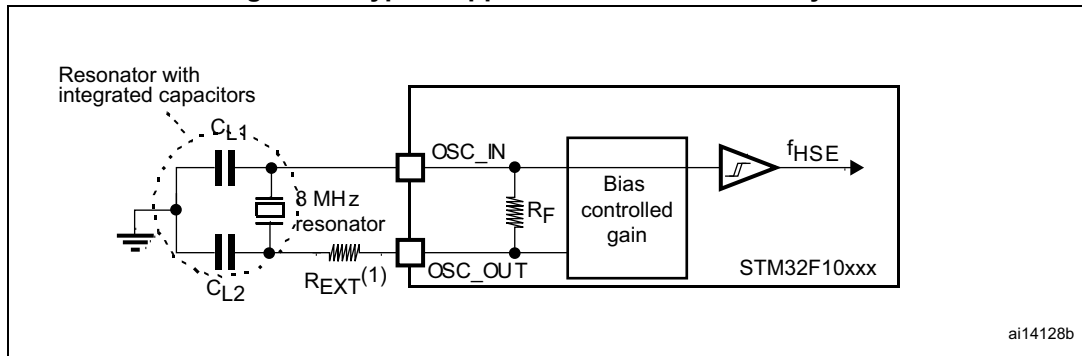 Resonator with
integrated capacitors
CL1
OSC_IN
fHSE
8 MHz
resonator
RF
Bias
controlled
gain
REXT(1)
OSC_OUT
STM32F10xxx
CL2
ai14128b